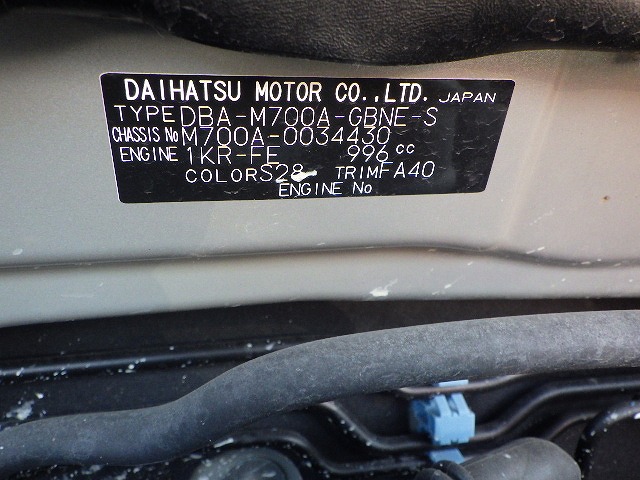 DAIHATSU MOTOR CO.,LTD. JAPAN
TYPE DBA-M700A-GBNE-S
CHASSIS No M700A-0034430
ENGINE 1KR-FE 996 cc
COLOR S28 TRIM FA40
ENGINE No